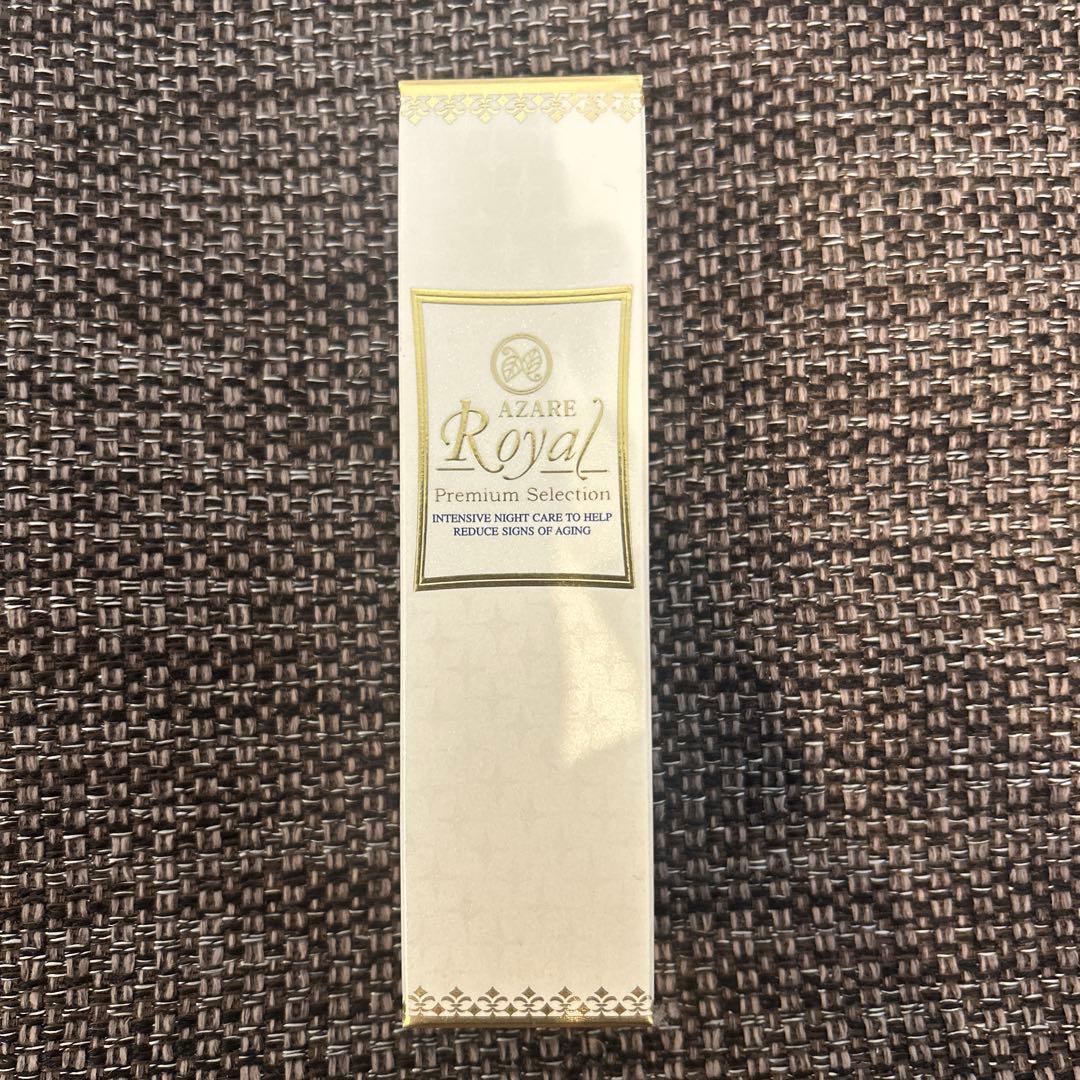 AZARE
Royal
Premium Selection
INTENSIVE NIGHT CARE TO HELP
REDUCE SIGNS OF AGING